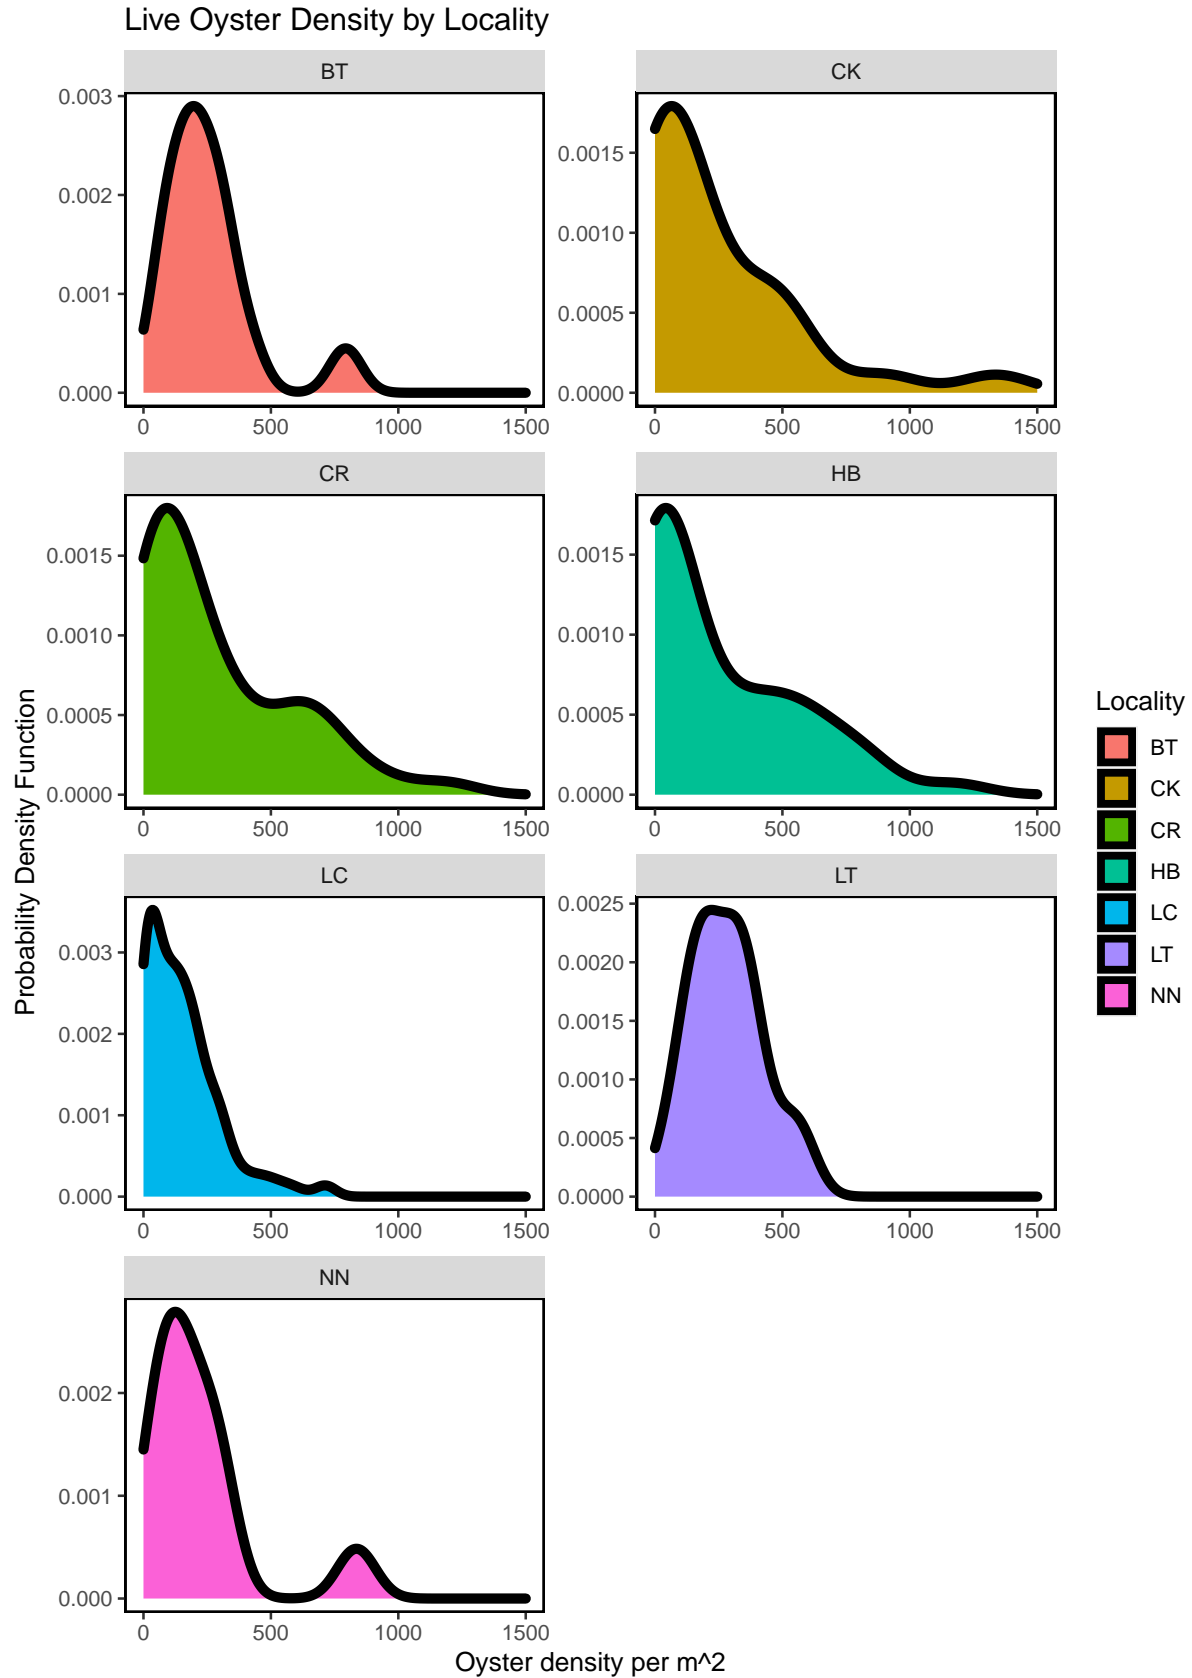 Live Oyster Density by Locality
BT
CK
0.003
0.002
0.001
0.000
0.0015
0.0010
0.0005
0.0000
0 500 1000 1500
0 500 1000 1500
CR
HB
0.0015
0.0010
0.0005
0.0000
0.0015
0.0010
0.0005
0.0000
0 500 1000 1500
0 500 1000 1500
Probability Density Function
LC
LT
0.003
0.002
0.001
0.000
0.0025
0.0020
0.0015
0.0010
0.0005
0.0000
0 500 1000 1500
0 500 1000 1500
NN
0.002
0.001
0.000
0 500 1000 1500
Oyster density per m^2
Locality
BT
CK
CR
HB
LC
LT
NN